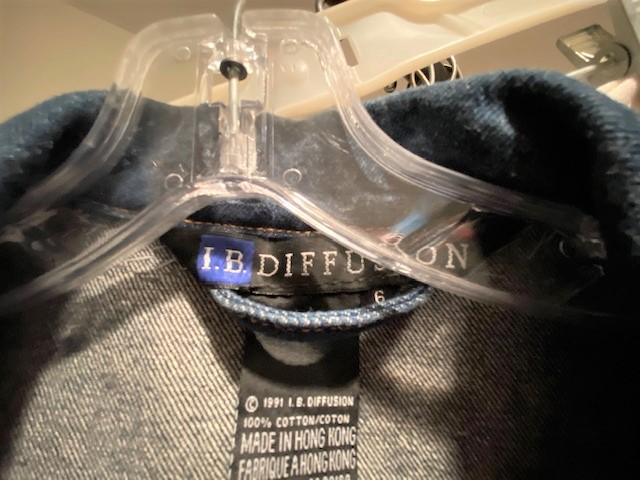 I.B. DIFFUSION
6
© 1991 I.B. DIFFUSION
100% COTTON/COTON
MADE IN HONG KONG
FABRIQUE A HONG KONG